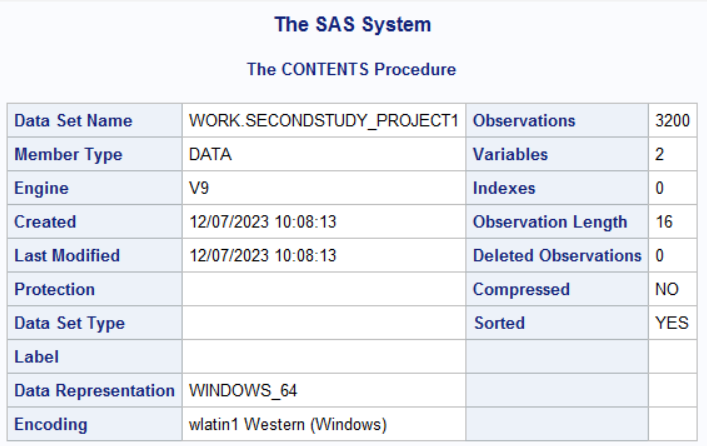 The SAS System
The CONTENTS Procedure
Data Set Name WORK.SECONDSTUDY_PROJECT1 Observations 3200
Member Type DATA Variables 2
Engine V9 Indexes 0
Created 12/07/2023 10:08:13 Observation Length 16
Last Modified 12/07/2023 10:08:13 Deleted Observations 0
Protection Compressed NO
Data Set Type Sorted YES
Label
Data Representation WINDOWS_64
Encoding wlatin1 Western (Windows)